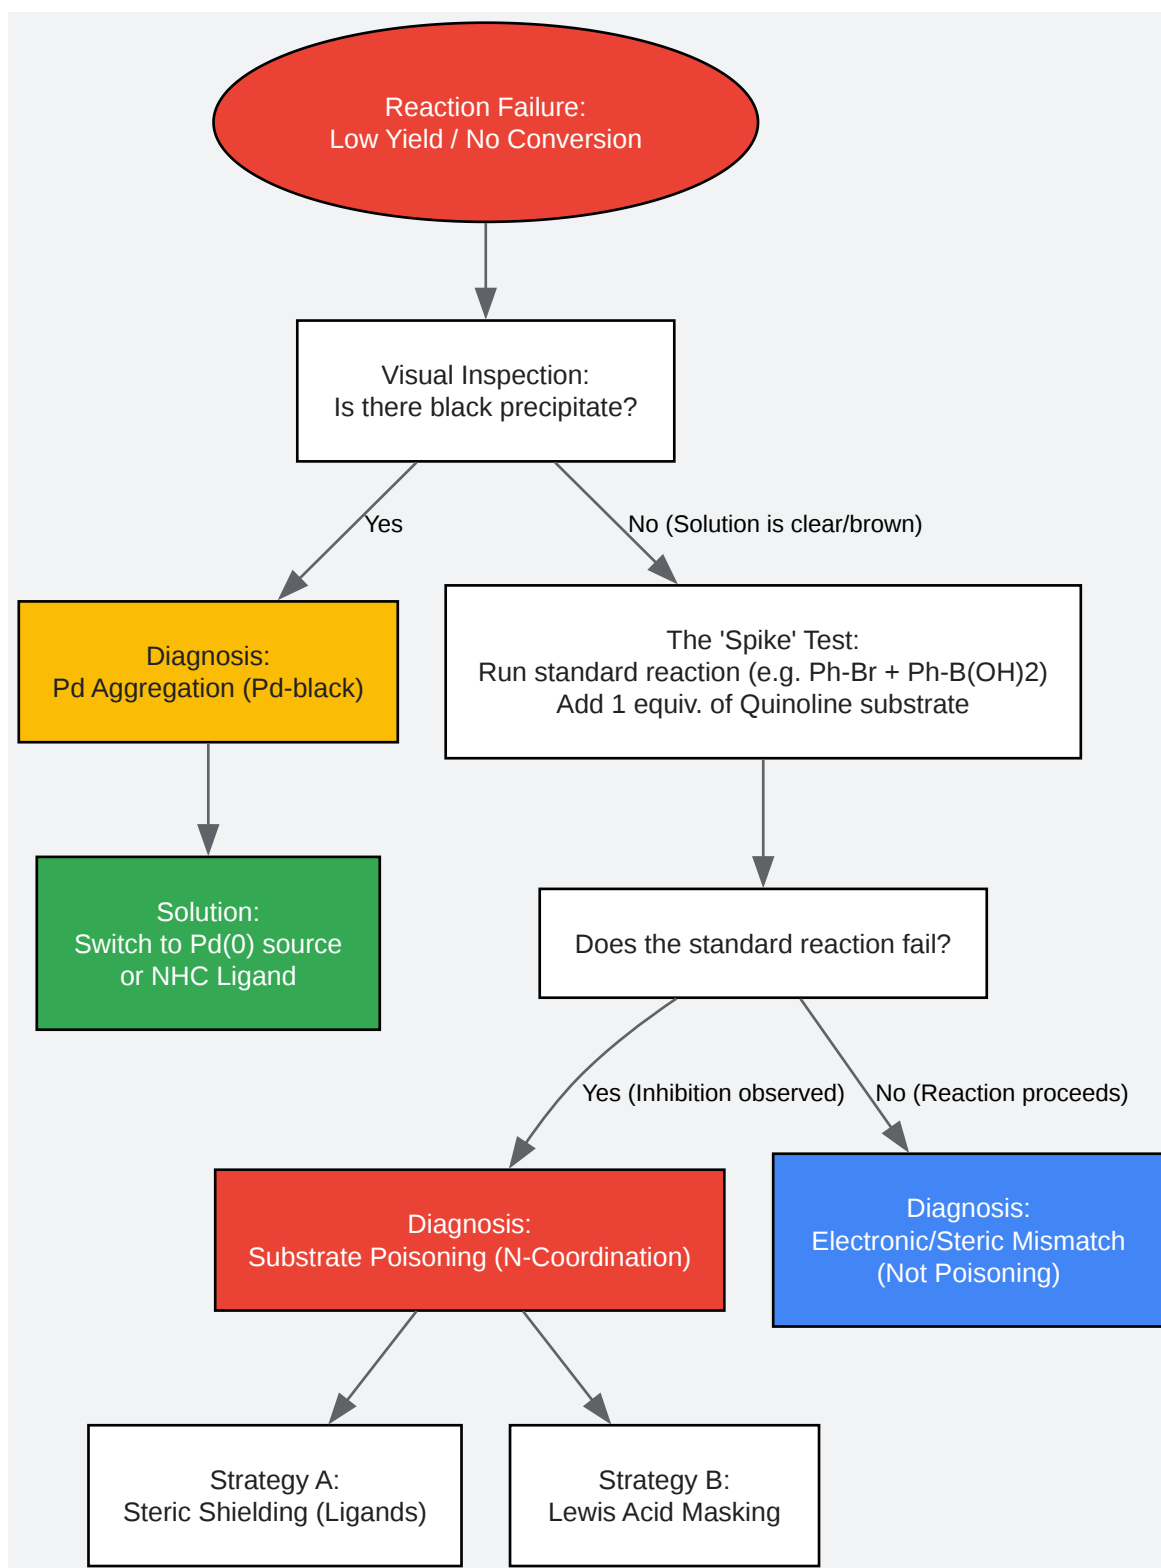 Reaction Failure:
Low Yield / No Conversion
Visual Inspection:
Is there black precipitate?
Yes
No (Solution is clear/brown)
Diagnosis:
Pd Aggregation (Pd-black)
The 'Spike' Test:
Run standard reaction (e.g. Ph-Br + Ph-B(OH)2)
Add 1 equiv. of Quinoline substrate
Solution:
Switch to Pd(0) source
or NHC Ligand
Does the standard reaction fail?
Yes (Inhibition observed)
No (Reaction proceeds)
Diagnosis:
Substrate Poisoning (N-Coordination)
Diagnosis:
Electronic/Steric Mismatch
(Not Poisoning)
Strategy A:
Steric Shielding (Ligands)
Strategy B:
Lewis Acid Masking